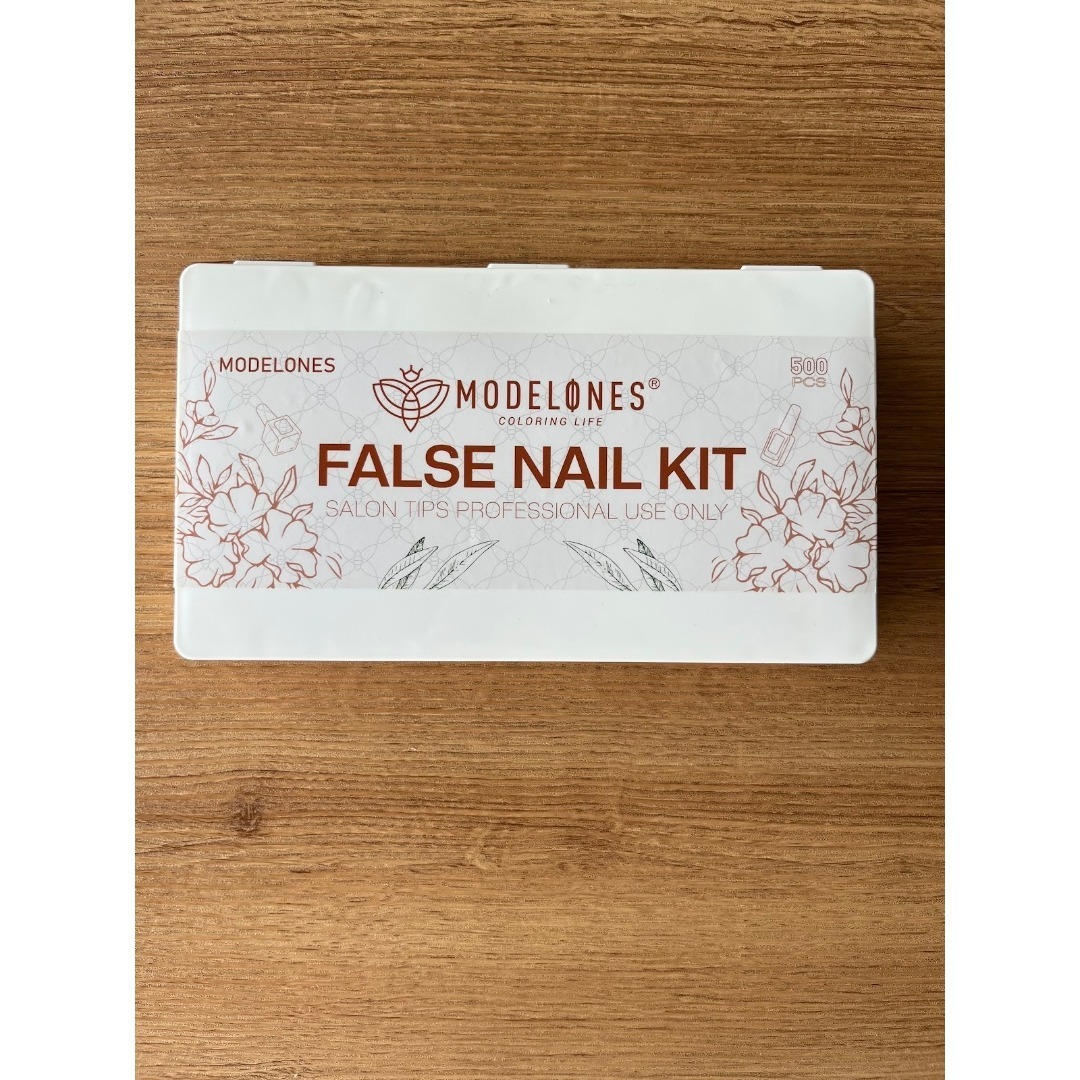 MODELONES
500
PCS
MODELONES®
COLORING LIFE
FALSE NAIL KIT
SALON TIPS PROFESSIONAL USE ONLY